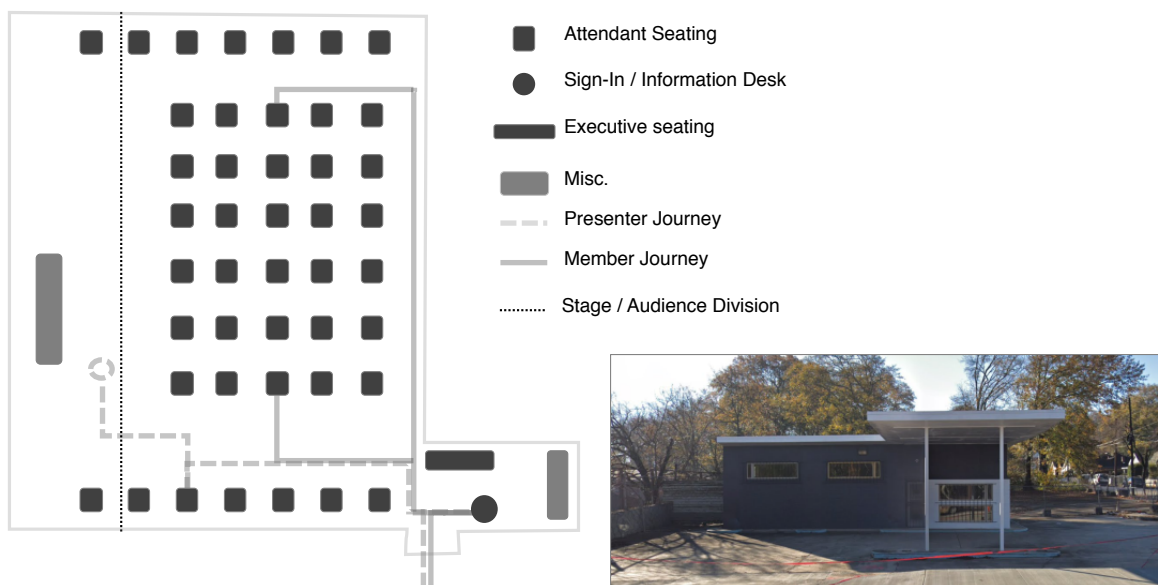 Attendant Seating
Sign-In / Information Desk
Executive seating
Misc.
Presenter Journey
Member Journey
Stage / Audience Division